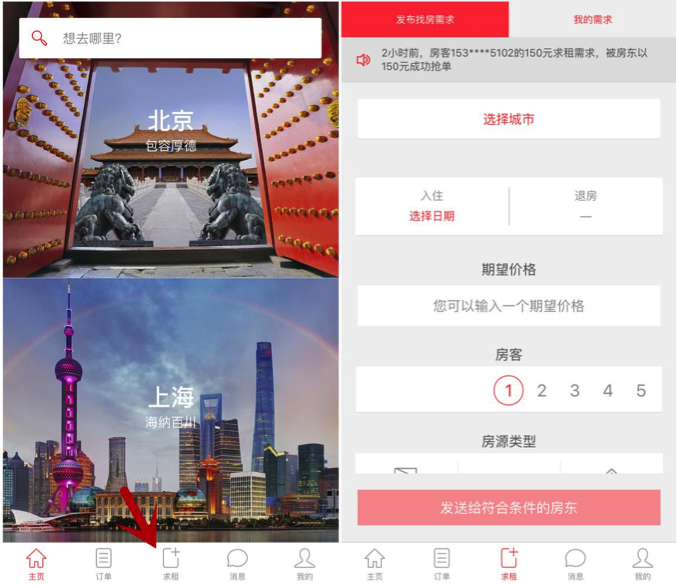 想去哪里?
北京
包容厚德
上海
海纳百川
主页
订单
求租
消息
我的
发布找房需求
我的需求
2小时前，房客153****5102的150元求租需求，被房东以
150元成功抢单
选择城市
入住
退房
选择日期
—
期望价格
您可以输入一个期望价格
房客
1 2 3 4 5
房源类型
发送给符合条件的房东
主页
订单
求租
消息
我的